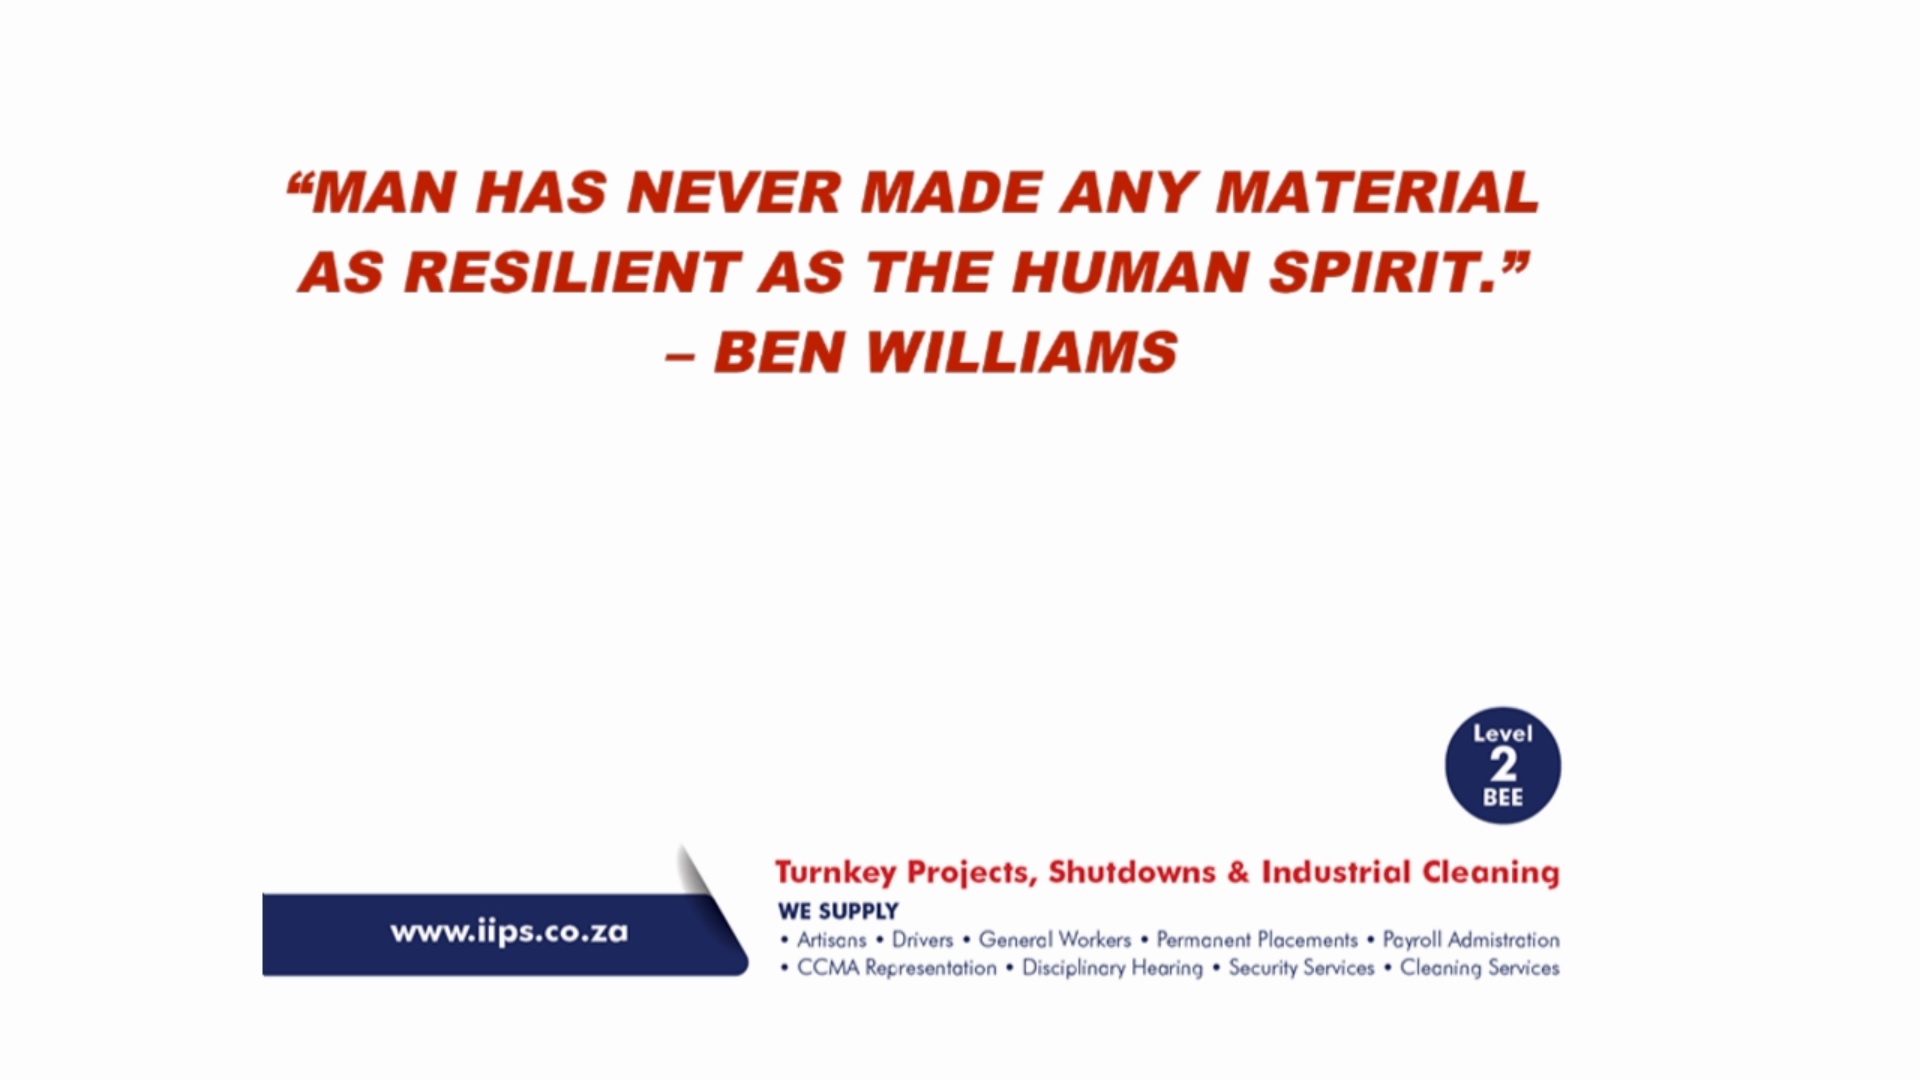 “MAN HAS NEVER MADE ANY MATERIAL
AS RESILIENT AS THE HUMAN SPIRIT.”
– BEN WILLIAMS
Level
2
BEE
www.iips.co.za
Turnkey Projects, Shutdowns & Industrial Cleaning
WE SUPPLY
• Artisans • Drivers • General Workers • Permanent Placements • Payroll Admistration
• CCMA Representation • Disciplinary Hearing • Security Services • Cleaning Services